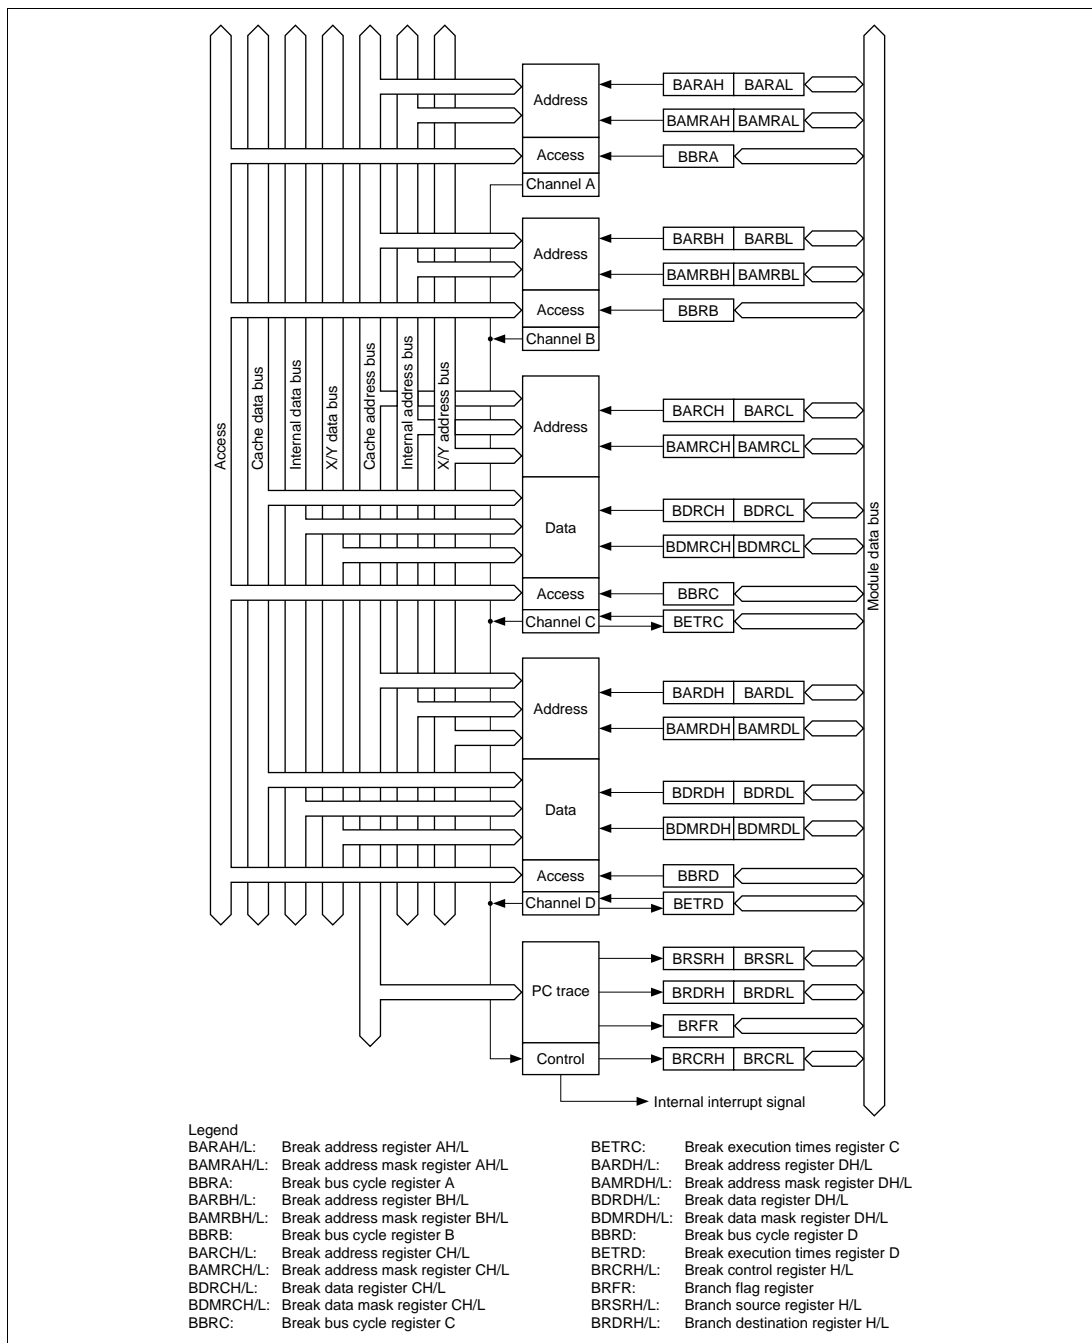 Address
BARAH BARAL
BAMRAH BAMRAL
Access
BBRA
Channel A
Address
BARBH BARBL
BAMRBH BAMRBL
Access
BBRB
Channel B
Access
Cache data bus
Internal data bus
X/Y data bus
Cache address bus
Internal address bus
X/Y address bus
Module data bus
Address
BARCH BARCL
BAMRCH BAMRCL
Data
BDRCH BDRCL
BDMRCH BDMRCL
Access
BBRC
Channel C
BETRC
Address
BARDH BARDL
BAMRDH BAMRDL
Data
BDRDH BDRDL
BDMRDH BDMRDL
Access
BBRD
Channel D
BETRD
PC trace
BRSRH BRSRL
BRDRH BRDRL
BRFR
Control
BRCRH BRCRL
Internal interrupt signal
Legend
BARAH/L: Break address register AH/L
BAMRAH/L: Break address mask register AH/L
BBRA: Break bus cycle register A
BARBH/L: Break address register BH/L
BAMRBH/L: Break address mask register BH/L
BBRB: Break bus cycle register B
BARCH/L: Break address register CH/L
BAMRCH/L: Break address mask register CH/L
BDRCH/L: Break data register CH/L
BDMRCH/L: Break data mask register CH/L
BBRC: Break bus cycle register C
BETRC: Break execution times register C
BARDH/L: Break address register DH/L
BAMRDH/L: Break address mask register DH/L
BDRDH/L: Break data register DH/L
BDMRDH/L: Break data mask register DH/L
BBRD: Break bus cycle register D
BETRD: Break execution times register D
BRCRH/L: Break control register H/L
BRFR: Branch flag register
BRSRH/L: Branch source register H/L
BRDRH/L: Branch destination register H/L